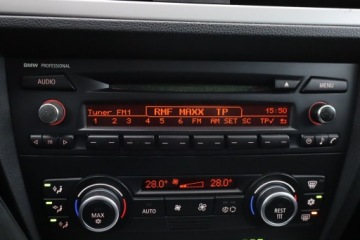 BMW PROFESSIONAL
AUDIO
MENU
Tuner FM1 RMF MAXX TP 15:50
1 2 3 4 5 6 FM AM SET SC TPV
28.0° 28.0°
MAX AUTO REST